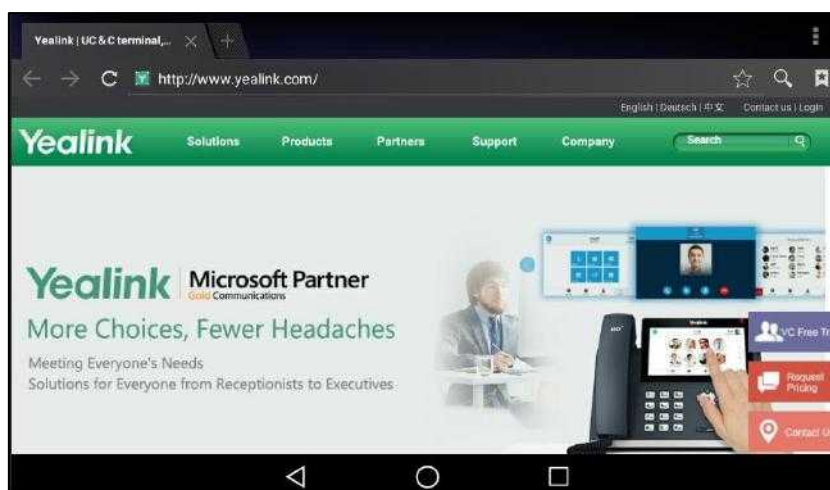 Yealink | UC & C terminal,...
http://www.yealink.com/
English | Deutsch | 中文 Contact us | Login
Yealink Solutions Products Partners Support Company Search
Yealink Microsoft Partner
Gold Communications
More Choices, Fewer Headaches
Meeting Everyone's Needs
Solutions for Everyone from Receptionists to Executives
Yealink
VC Free Tr
Request
Pricing
Contact U